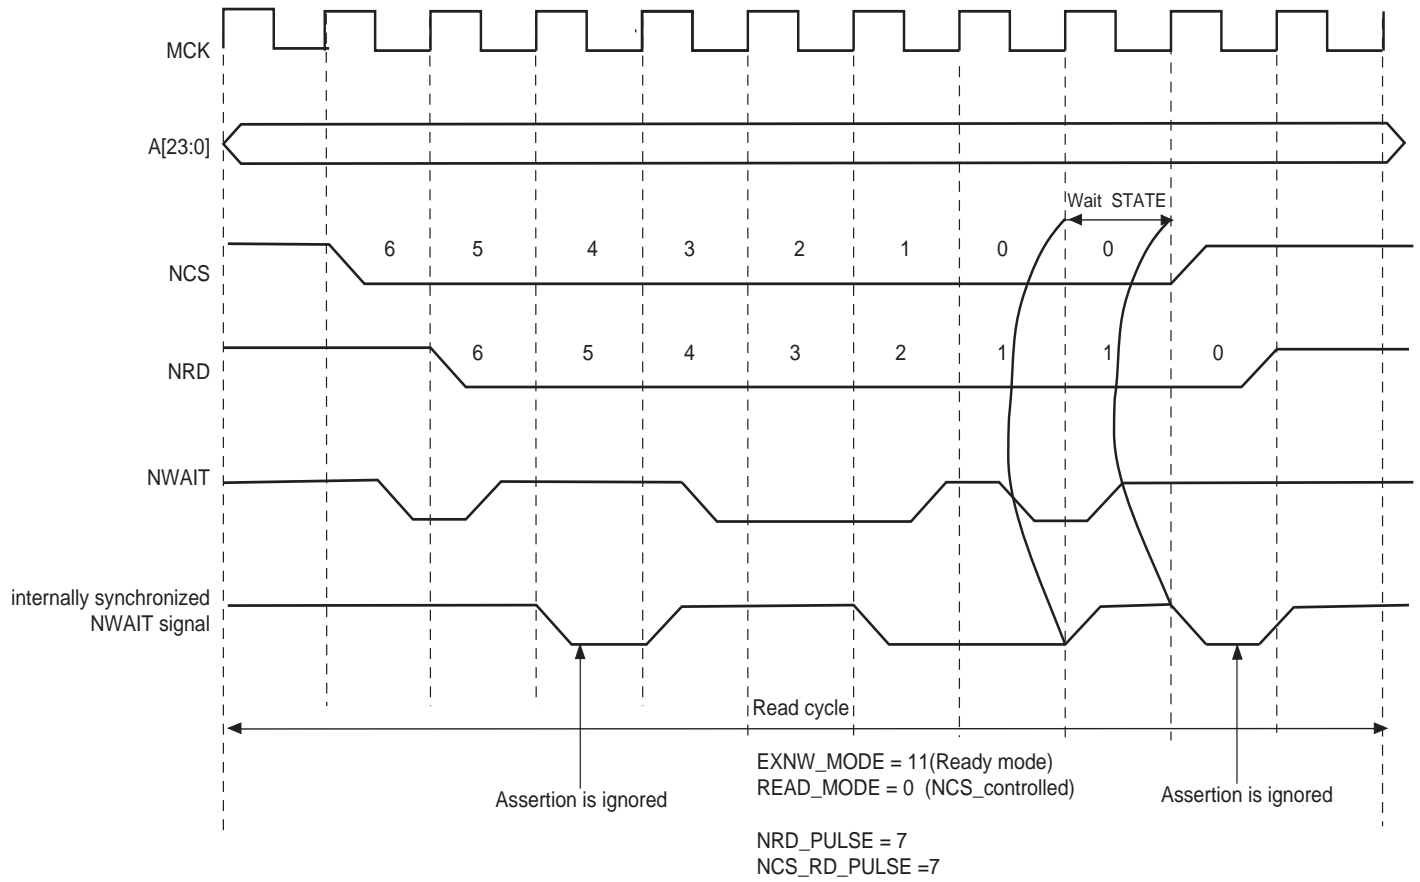 MCK
A[23:0]
Wait STATE
6 5 4 3 2 1 0 0
NCS
6 5 4 3 2 1 1 0
NRD
NWAIT
internally synchronized
NWAIT signal
Read cycle
EXNW_MODE = 11(Ready mode)
READ_MODE = 0 (NCS_controlled)
Assertion is ignored
Assertion is ignored
NRD_PULSE = 7
NCS_RD_PULSE =7